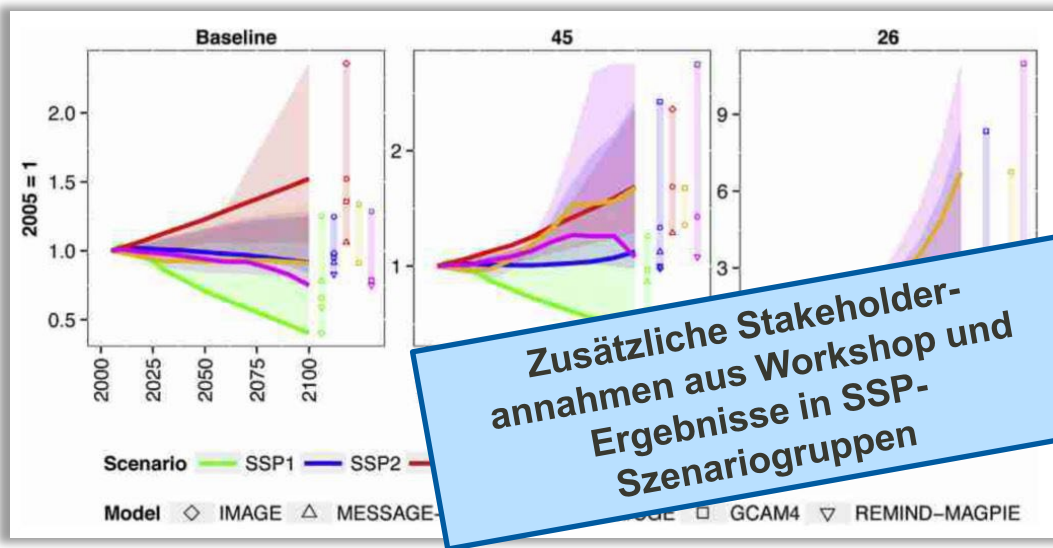 Baseline
45
26
2005 = 1
2.0
1.5
1.0
0.5
2
1
9
6
3
2000
2025
2050
2075
2100
Zusätzliche Stakeholder-
annahmen aus Workshop und
Ergebnisse in SSP-
Szenariogruppen
Scenario SSP1 SSP2
Model IMAGE MESSAGE- GCAM4 REMIND–MAGPIE